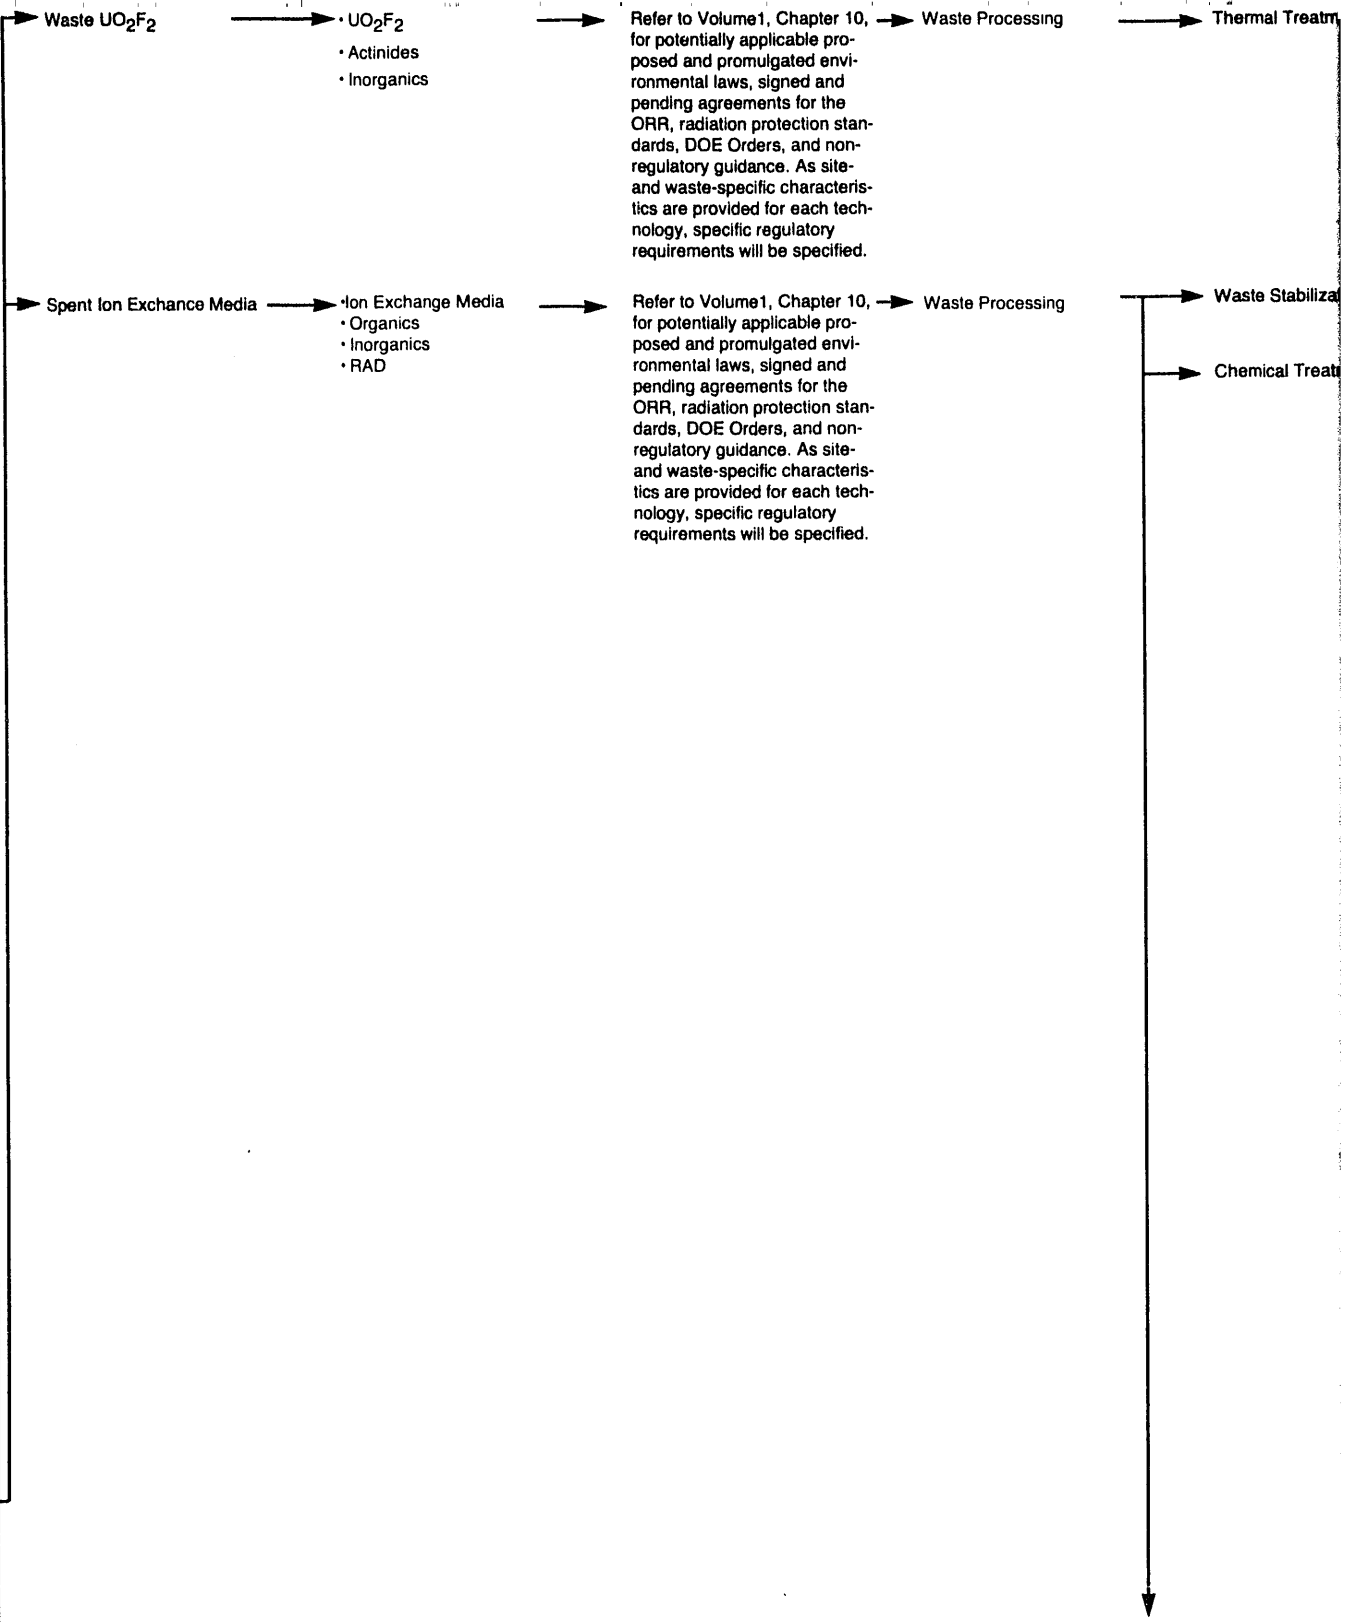 Waste UO2F2
• UO2F2
• Actinides
• Inorganics
Refer to Volume1, Chapter 10,
for potentially applicable pro-
posed and promulgated envi-
ronmental laws, signed and
pending agreements for the
ORR, radiation protection stan-
dards, DOE Orders, and non-
regulatory guidance. As site-
and waste-specific characteris-
tics are provided for each tech-
nology, specific regulatory
requirements will be specified.
Waste Processing
Thermal Treatm
Spent Ion Exchance Media
•Ion Exchange Media
• Organics
• Inorganics
• RAD
Refer to Volume1, Chapter 10,
for potentially applicable pro-
posed and promulgated envi-
ronmental laws, signed and
pending agreements for the
ORR, radiation protection stan-
dards, DOE Orders, and non-
regulatory guidance. As site-
and waste-specific characteris-
tics are provided for each tech-
nology, specific regulatory
requirements will be specified.
Waste Processing
Waste Stabiliza
Chemical Treat